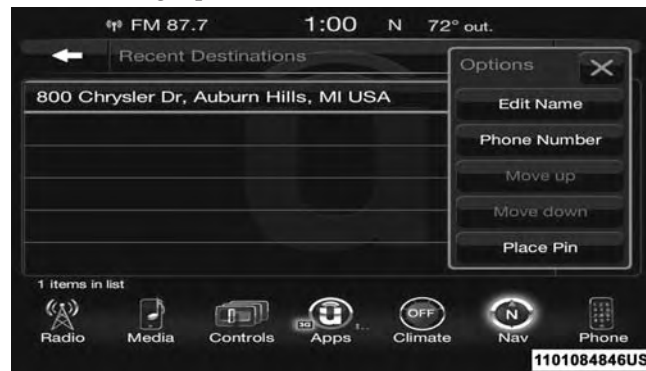 FM 87.7 1:00 N 72° out.
Recent Destinations
Options
800 Chrysler Dr, Auburn Hills, MI USA
Edit Name
Phone Number
Move up
Move down
Place Pin
1 items in list
3G
OFF
N
Radio Media Controls Apps Climate Nav Phone
1101084846US